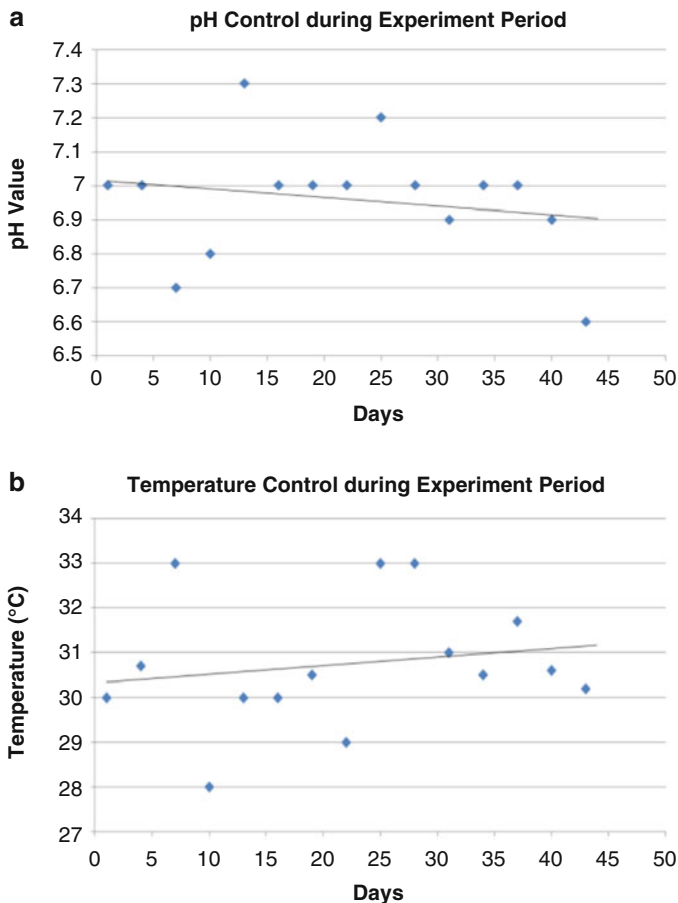 a
pH Control during Experiment Period
7.4
7.3
7.2
7.1
7
6.9
6.8
6.7
6.6
6.5
pH Value
0 5 10 15 20 25 30 35 40 45 50
Days
b
Temperature Control during Experiment Period
34
33
32
31
30
29
28
27
Temperature (°C)
0 5 10 15 20 25 30 35 40 45 50
Days